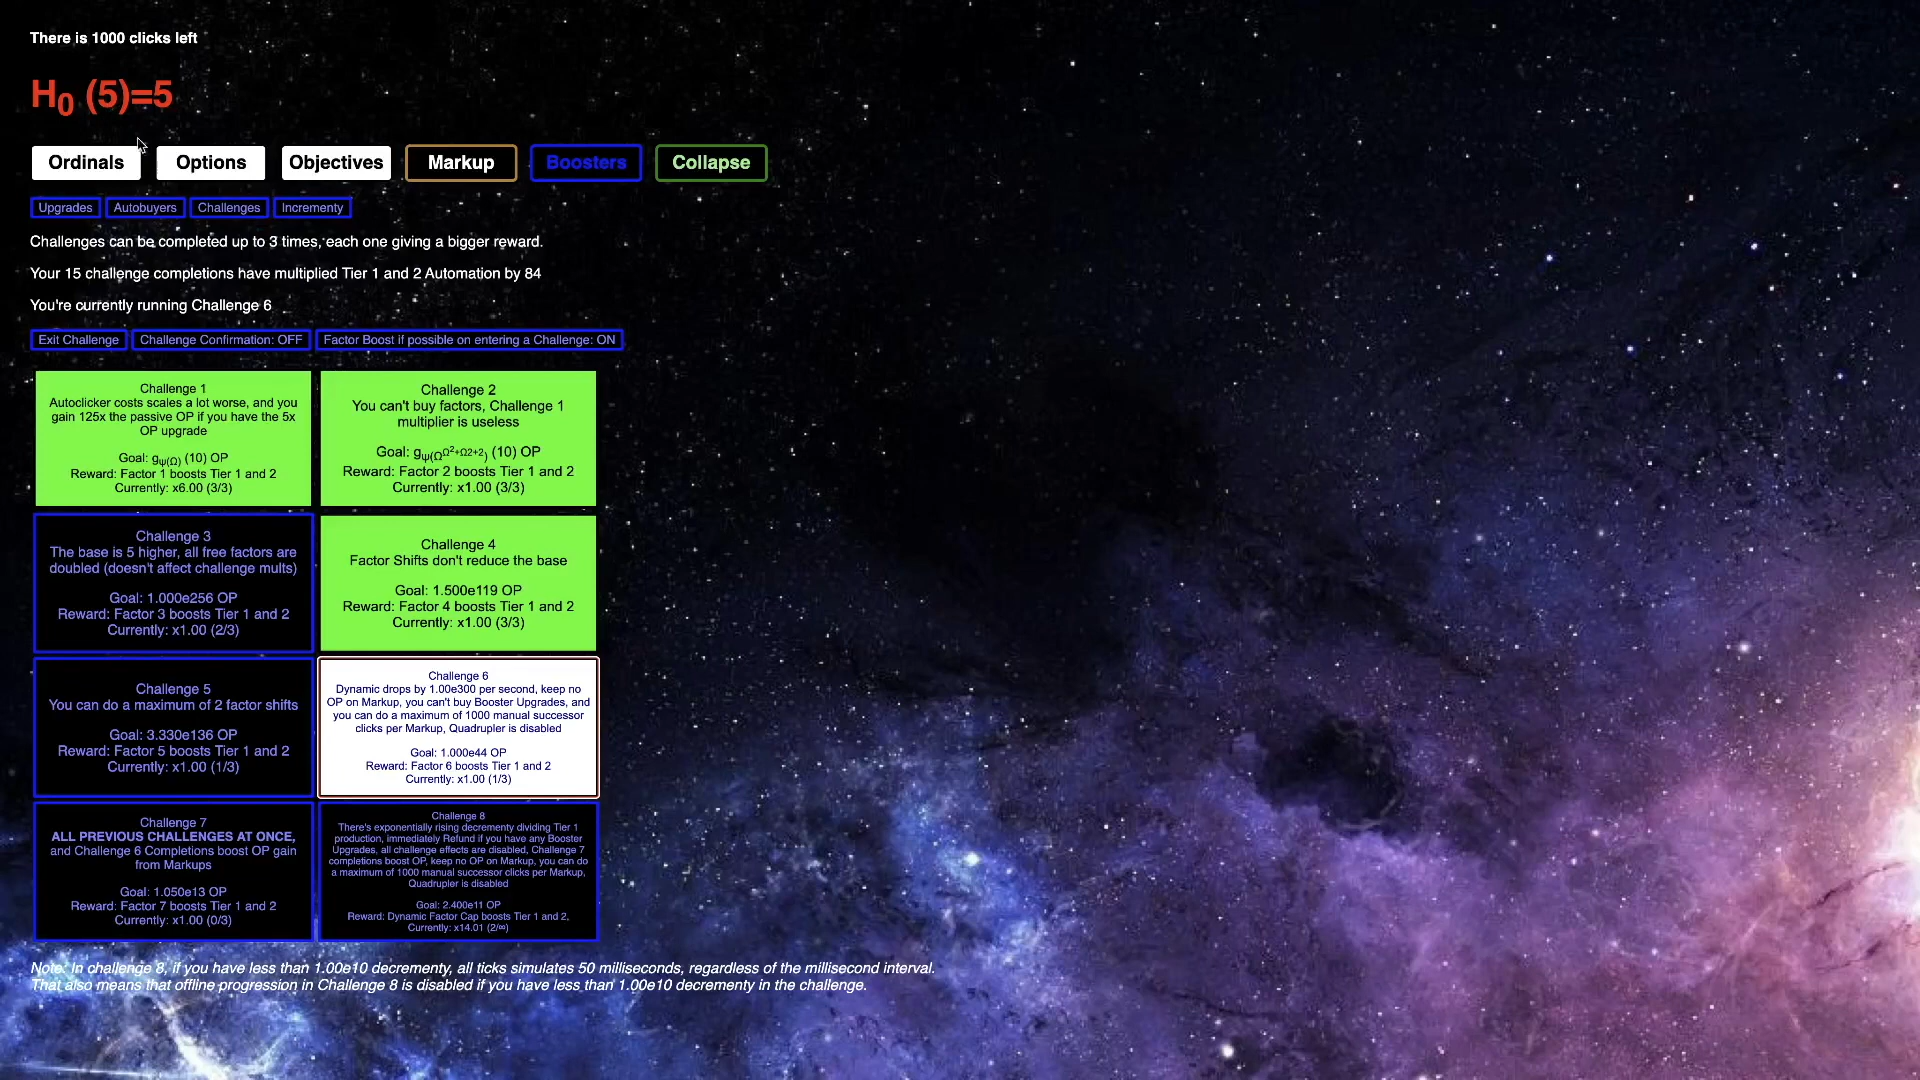 There is 1000 clicks left
H₀ (5)=5
Ordinals Options Objectives Markup Boosters Collapse
Upgrades Autobuyers Challenges Incrementy
Challenges can be completed up to 3 times, each one giving a bigger reward.
Your 15 challenge completions have multiplied Tier 1 and 2 Automation by 84
You're currently running Challenge 6
Exit Challenge Challenge Confirmation: OFF Factor Boost if possible on entering a Challenge: ON
Challenge 1
Autoclicker costs scales a lot worse, and you
gain 125x the passive OP if you have the 5x
OP upgrade
Goal: gψ(Ω) (10) OP
Reward: Factor 1 boosts Tier 1 and 2
Currently: x6.00 (3/3)
Challenge 2
You can't buy factors, Challenge 1
multiplier is useless
Goal: gψ(ΩΩ²+Ω2+2) (10) OP
Reward: Factor 2 boosts Tier 1 and 2
Currently: x1.00 (3/3)
Challenge 3
The base is 5 higher, all free factors are
doubled (doesn't affect challenge mults)
Goal: 1.000e256 OP
Reward: Factor 3 boosts Tier 1 and 2
Currently: x1.00 (2/3)
Challenge 4
Factor Shifts don't reduce the base
Goal: 1.500e119 OP
Reward: Factor 4 boosts Tier 1 and 2
Currently: x1.00 (3/3)
Challenge 5
You can do a maximum of 2 factor shifts
Goal: 3.330e136 OP
Reward: Factor 5 boosts Tier 1 and 2
Currently: x1.00 (1/3)
Challenge 6
Dynamic drops by 1.00e300 per second, keep no
OP on Markup, you can't buy Booster Upgrades, and
you can do a maximum of 1000 manual successor
clicks per Markup, Quadrupler is disabled
Goal: 1.000e44 OP
Reward: Factor 6 boosts Tier 1 and 2
Currently: x1.00 (1/3)
Challenge 7
ALL PREVIOUS CHALLENGES AT ONCE,
and Challenge 6 Completions boost OP gain
from Markups
Goal: 1.050e13 OP
Reward: Factor 7 boosts Tier 1 and 2
Currently: x1.00 (0/3)
Challenge 8
There's exponentially rising decrementy dividing Tier 1
production, immediately Refund if you have any Booster
Upgrades, all challenge effects are disabled, Challenge 7
completions boost OP, keep no OP on Markup, you can do
a maximum of 1000 manual successor clicks per Markup,
Quadrupler is disabled
Goal: 2.400e11 OP
Reward: Dynamic Factor Cap boosts Tier 1 and 2,
Currently: x14.01 (2/∞)
Note: In challenge 8, if you have less than 1.00e10 decrementy, all ticks simulates 50 milliseconds, regardless of the millisecond interval.
That also means that offline progression in Challenge 8 is disabled if you have less than 1.00e10 decrementy in the challenge.